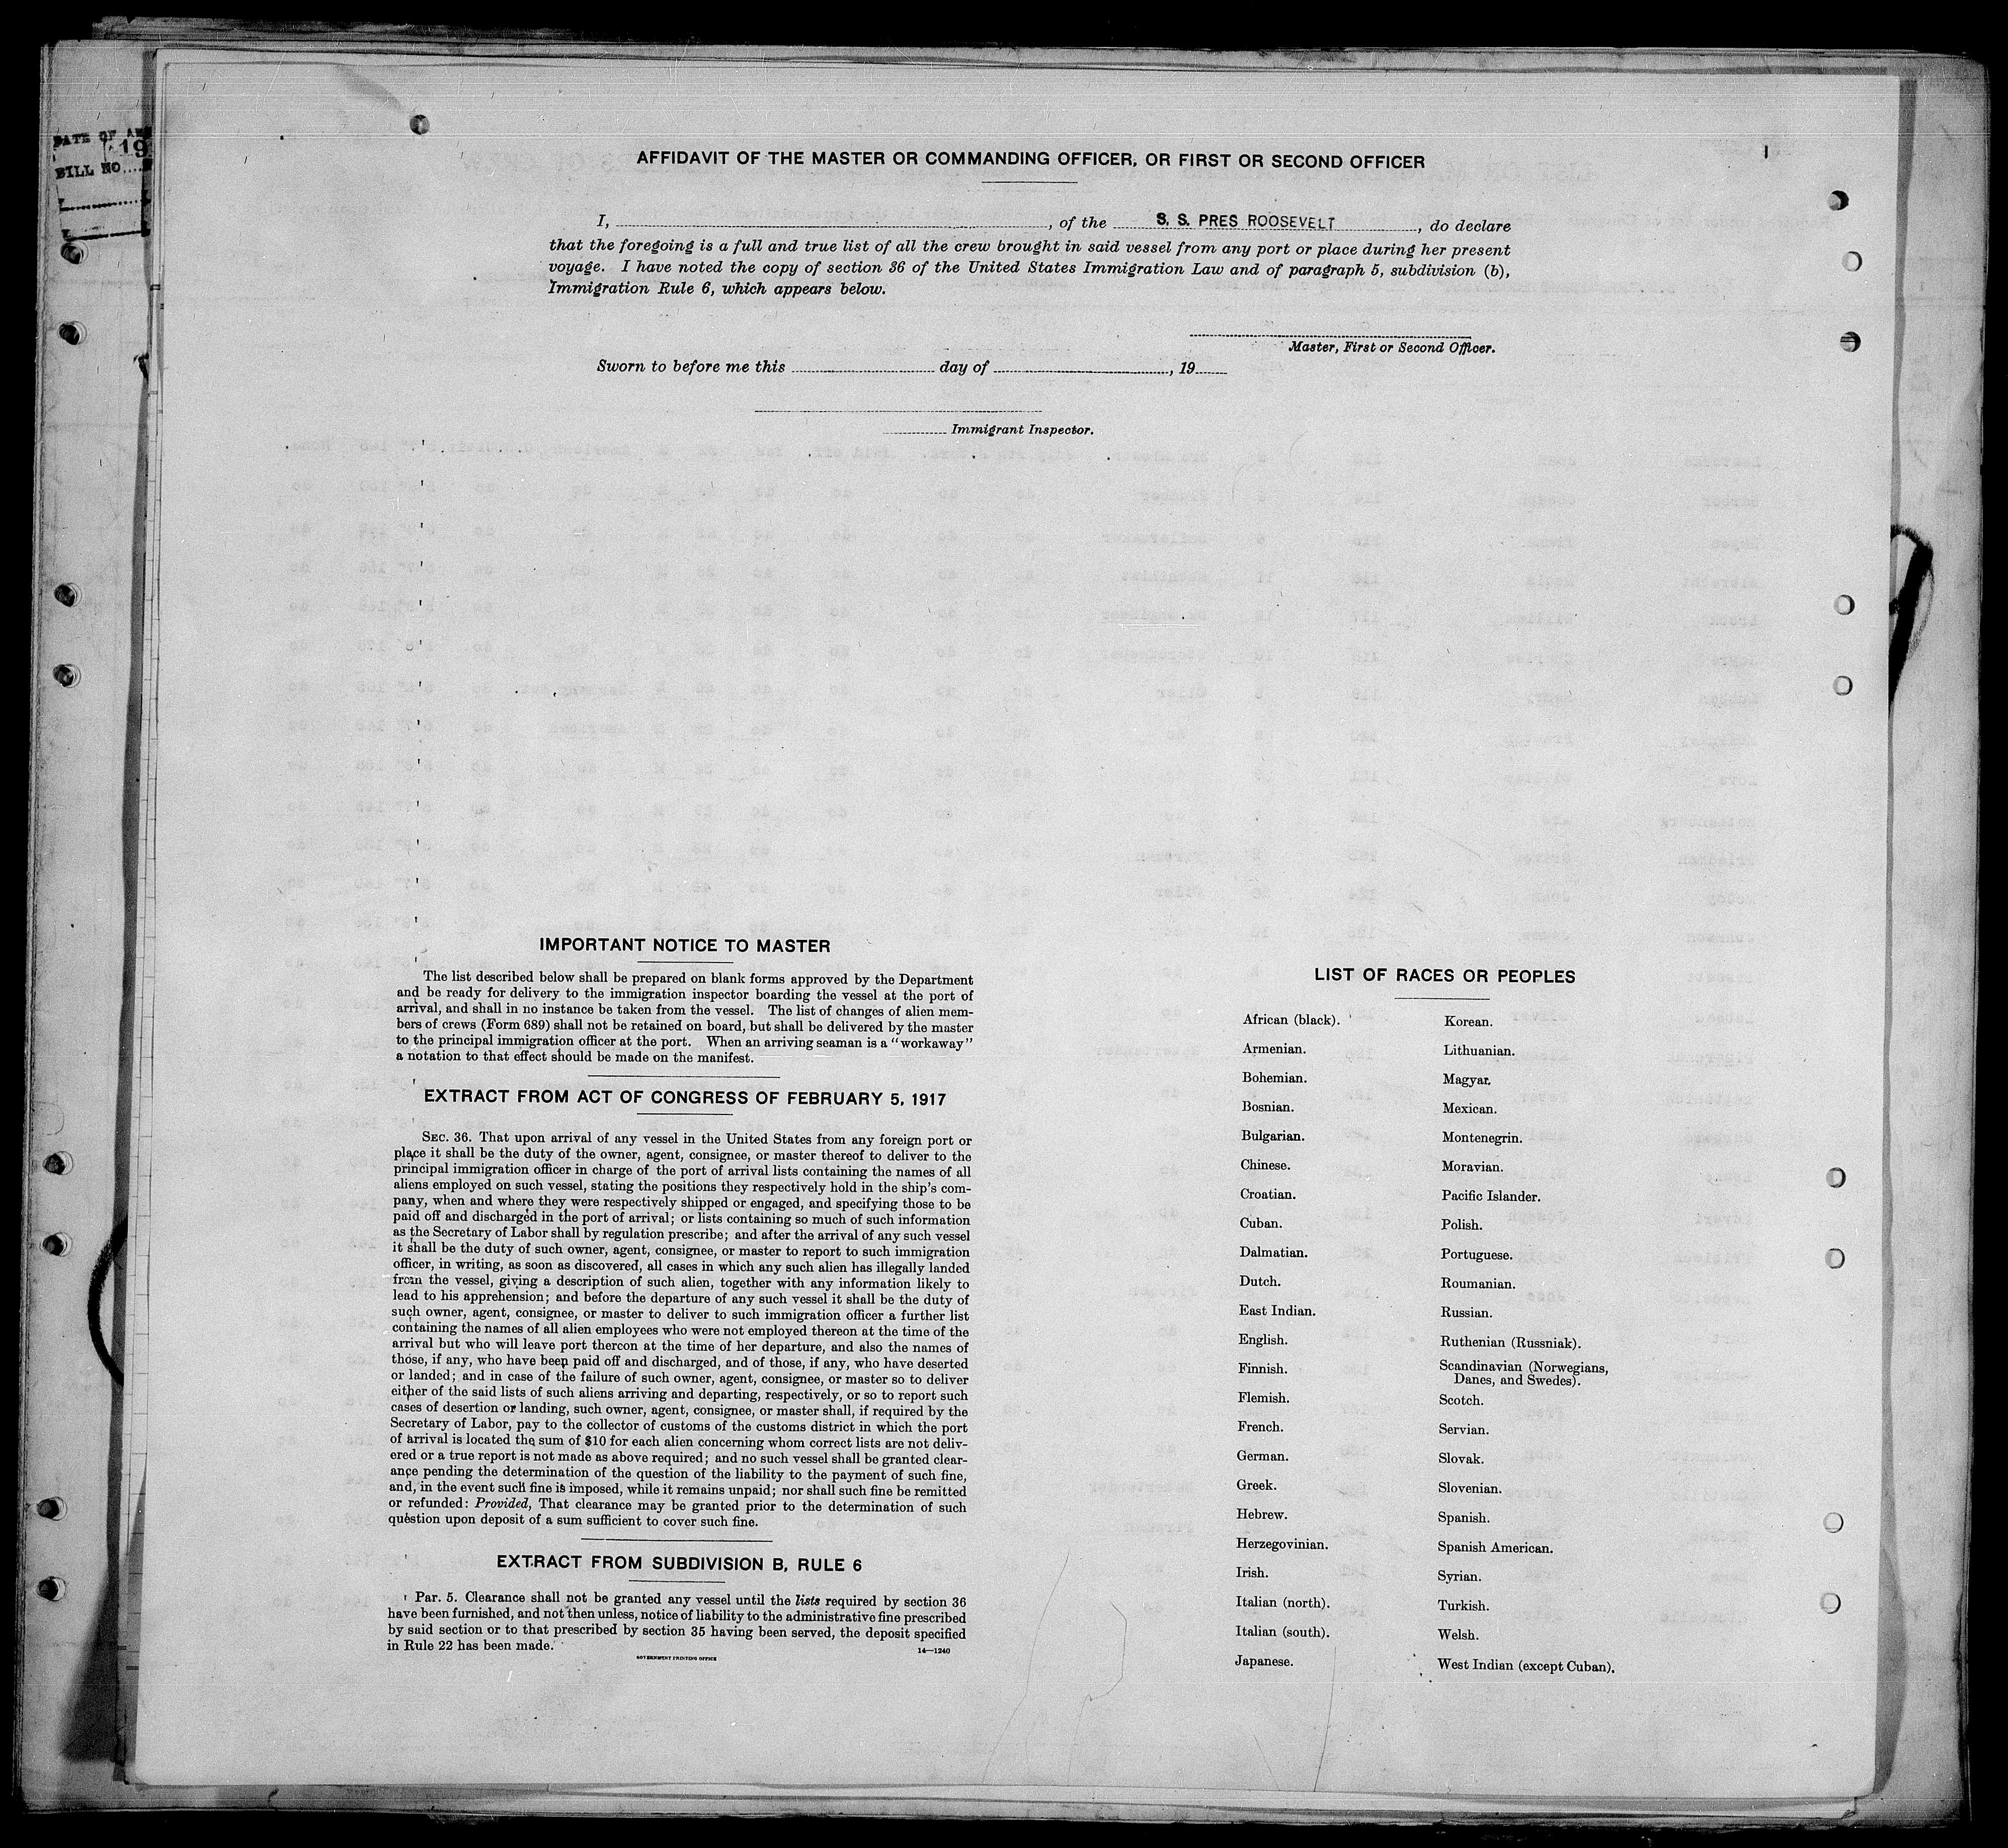 DATE OF
19
BILL NO....
AFFIDAVIT OF THE MASTER OR COMMANDING OFFICER, OR FIRST OR SECOND OFFICER
I, , of the S. S. PRES ROOSEVELT , do declare
that the foregoing is a full and true list of all the crew brought in said vessel from any port or place during her present
voyage. I have noted the copy of section 36 of the United States Immigration Law and of paragraph 5, subdivision (b),
Immigration Rule 6, which appears below.
Master, First or Second Officer.
Sworn to before me this day of , 19
Immigrant Inspector.
IMPORTANT NOTICE TO MASTER
The list described below shall be prepared on blank forms approved by the Department
and be ready for delivery to the immigration inspector boarding the vessel at the port of
arrival, and shall in no instance be taken from the vessel. The list of changes of alien mem-
bers of crews (Form 689) shall not be retained on board, but shall be delivered by the master
to the principal immigration officer at the port. When an arriving seaman is a "workaway"
a notation to that effect should be made on the manifest.
EXTRACT FROM ACT OF CONGRESS OF FEBRUARY 5, 1917
SEC. 36. That upon arrival of any vessel in the United States from any foreign port or
place it shall be the duty of the owner, agent, consignee, or master thereof to deliver to the
principal immigration officer in charge of the port of arrival lists containing the names of all
aliens employed on such vessel, stating the positions they respectively hold in the ship's com-
pany, when and where they were respectively shipped or engaged, and specifying those to be
paid off and discharged in the port of arrival; or lists containing so much of such information
as the Secretary of Labor shall by regulation prescribe; and after the arrival of any such vessel
it shall be the duty of such owner, agent, consignee, or master to report to such immigration
officer, in writing, as soon as discovered, all cases in which any such alien has illegally landed
from the vessel, giving a description of such alien, together with any information likely to
lead to his apprehension; and before the departure of any such vessel it shall be the duty of
such owner, agent, consignee, or master to deliver to such immigration officer a further list
containing the names of all alien employees who were not employed thereon at the time of the
arrival but who will leave port thereon at the time of her departure, and also the names of
those, if any, who have been paid off and discharged, and of those, if any, who have deserted
or landed; and in case of the failure of such owner, agent, consignee, or master so to deliver
either of the said lists of such aliens arriving and departing, respectively, or so to report such
cases of desertion or landing, such owner, agent, consignee, or master shall, if required by the
Secretary of Labor, pay to the collector of customs of the customs district in which the port
of arrival is located the sum of $10 for each alien concerning whom correct lists are not deliv-
ered or a true report is not made as above required; and no such vessel shall be granted clear-
ance pending the determination of the question of the liability to the payment of such fine,
and, in the event such fine is imposed, while it remains unpaid; nor shall such fine be remitted
or refunded: Provided, That clearance may be granted prior to the determination of such
question upon deposit of a sum sufficient to cover such fine.
EXTRACT FROM SUBDIVISION B, RULE 6
Par. 5. Clearance shall not be granted any vessel until the lists required by section 36
have been furnished, and not then unless, notice of liability to the administrative fine prescribed
by said section or to that prescribed by section 35 having been served, the deposit specified
in Rule 22 has been made.
14—1240
GOVERNMENT PRINTING OFFICE
LIST OF RACES OR PEOPLES
African (black).
Armenian.
Bohemian.
Bosnian.
Bulgarian.
Chinese.
Croatian.
Cuban.
Dalmatian.
Dutch.
East Indian.
English.
Finnish.
Flemish.
French.
German.
Greek.
Hebrew.
Herzegovinian.
Irish.
Italian (north).
Italian (south).
Japanese.
Korean.
Lithuanian.
Magyar.
Mexican.
Montenegrin.
Moravian.
Pacific Islander.
Polish.
Portuguese.
Roumanian.
Russian.
Ruthenian (Russniak).
Scandinavian (Norwegians,
Danes, and Swedes).
Scotch.
Servian.
Slovak.
Slovenian.
Spanish.
Spanish American.
Syrian.
Turkish.
Welsh.
West Indian (except Cuban).